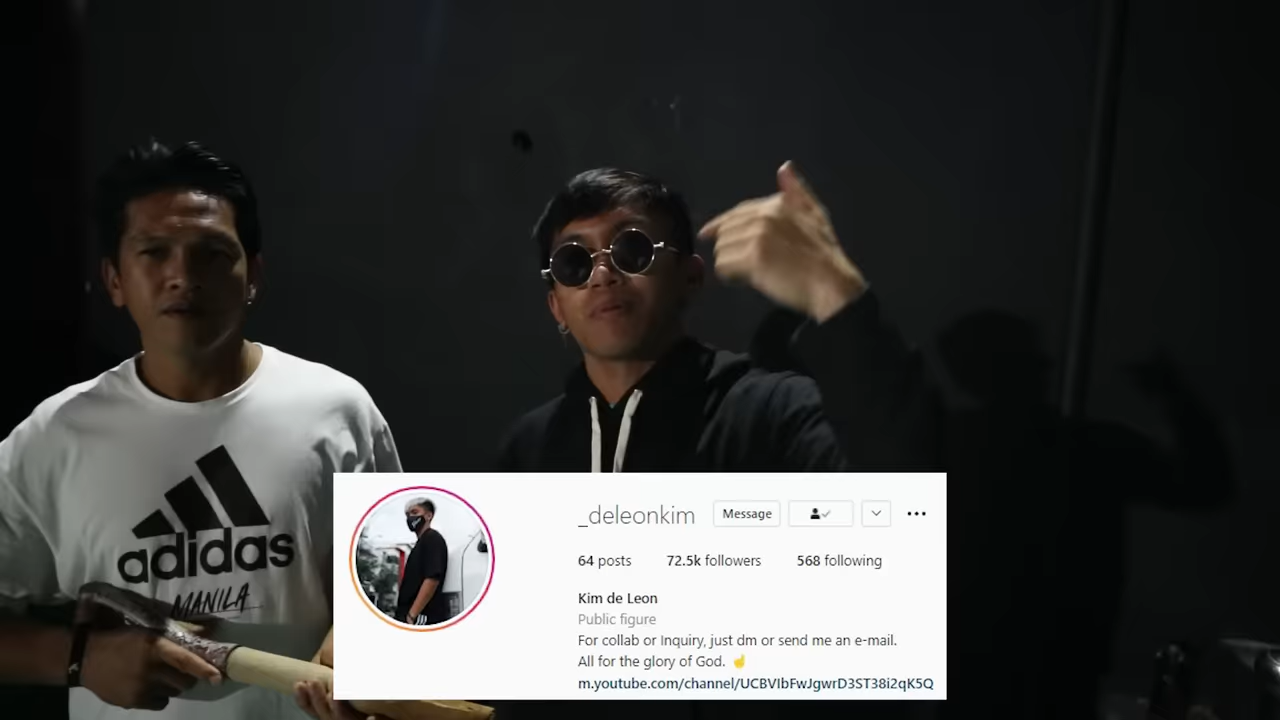 adidas
MANILA
_deleonkim Message
64 posts 72.5k followers 568 following
Kim de Leon
Public figure
For collab or Inquiry, just dm or send me an e-mail.
All for the glory of God. ☝
m.youtube.com/channel/UCBVIbFwJgwrD3ST38i2qK5Q